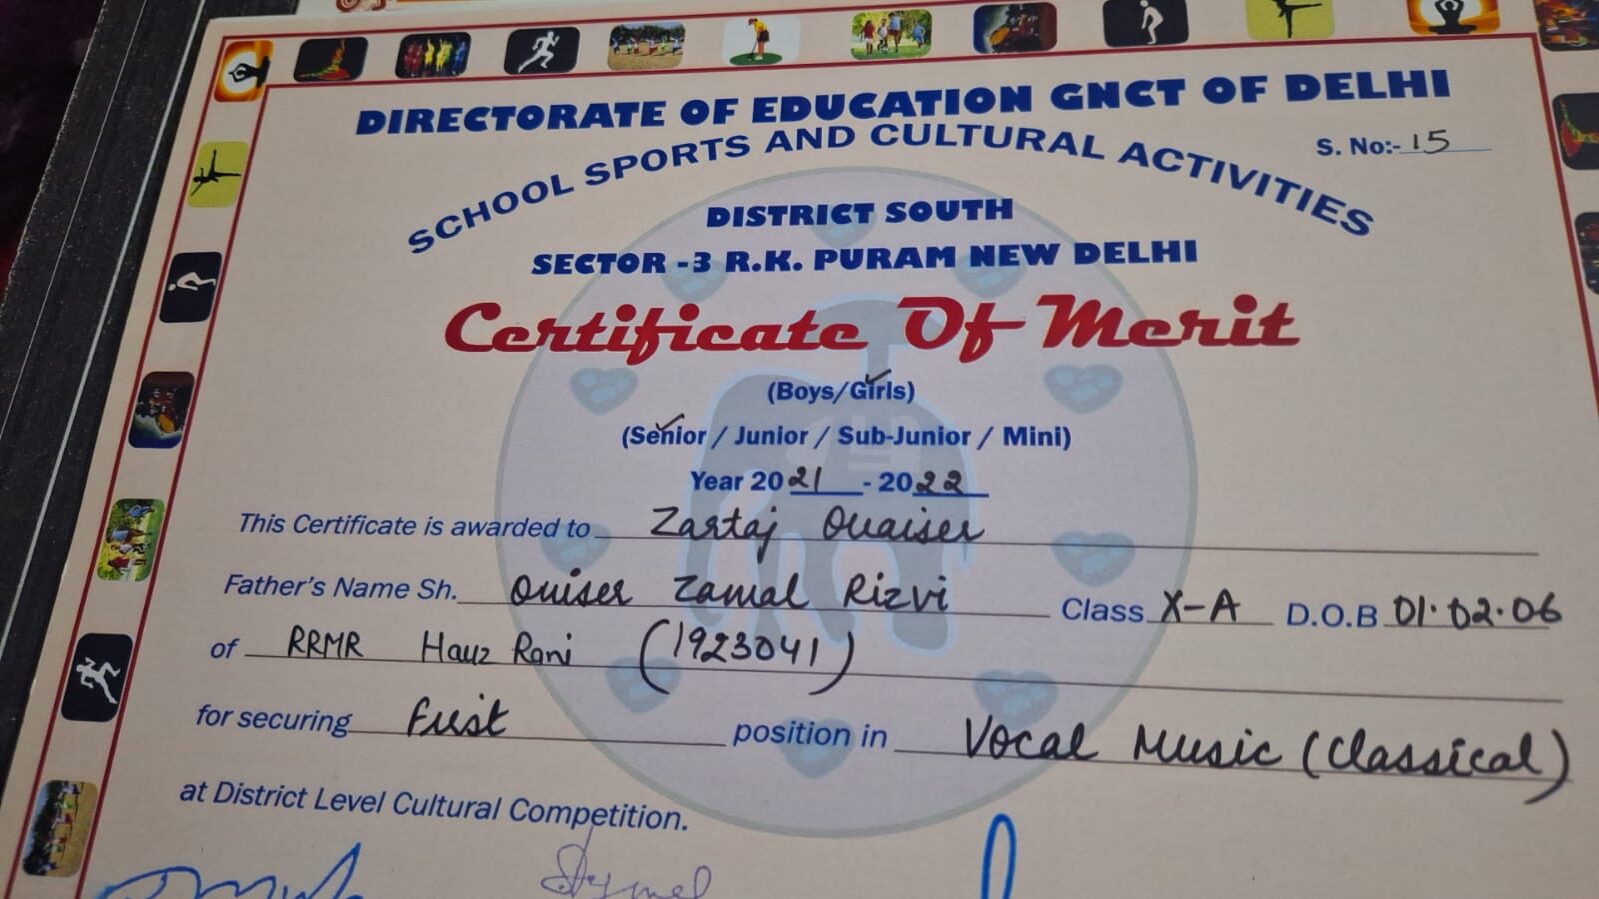 DIRECTORATE OF EDUCATION GNCT OF DELHI
SCHOOL SPORTS AND CULTURAL ACTIVITIES
S. No:- 15
DISTRICT SOUTH
SECTOR -3 R.K. PURAM NEW DELHI
Certificate Of Merit
(Boys/Girls)
(Senior / Junior / Sub-Junior / Mini)
Year 2021 - 2022
This Certificate is awarded to Zartaj Quaiser
Father's Name Sh. Quiser Zamal Rizvi Class X-A D.O.B 01.02.06
of RRMR Hauz Rani (1923041)
for securing First position in Vocal Music (Classical)
at District Level Cultural Competition.